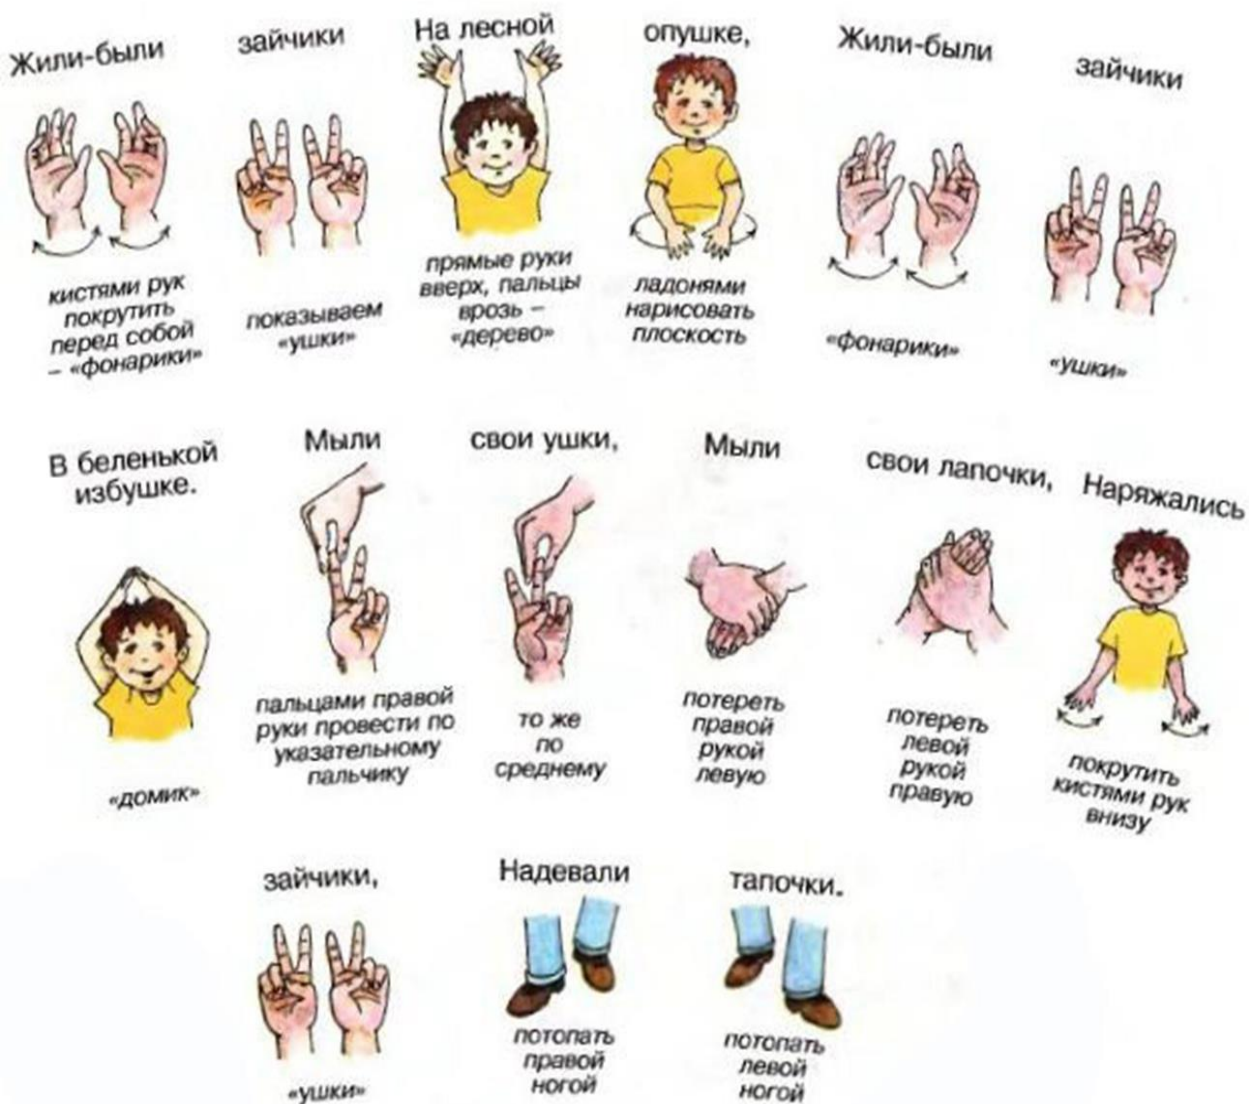 Жили-были
зайчики
На лесной
опушке,
Жили-были
зайчики
кистями рук
покрутить
перед собой
– «фонарики»
показываем
«ушки»
прямые руки
вверх, пальцы
врозь –
«дерево»
ладонями
нарисовать
плоскость
«фонарики»
«ушки»
В беленькой
избушке.
Мыли
свои ушки,
Мыли
свои лапочки,
Наряжались
«домик»
пальцами правой
руки провести по
указательному
пальчику
то же
по
среднему
потереть
правой
рукой
левую
потереть
левой
рукой
правую
покрутить
кистями рук
внизу
зайчики,
Надевали
тапочки.
«ушки»
потопать
правой
ногой
потопать
левой
ногой